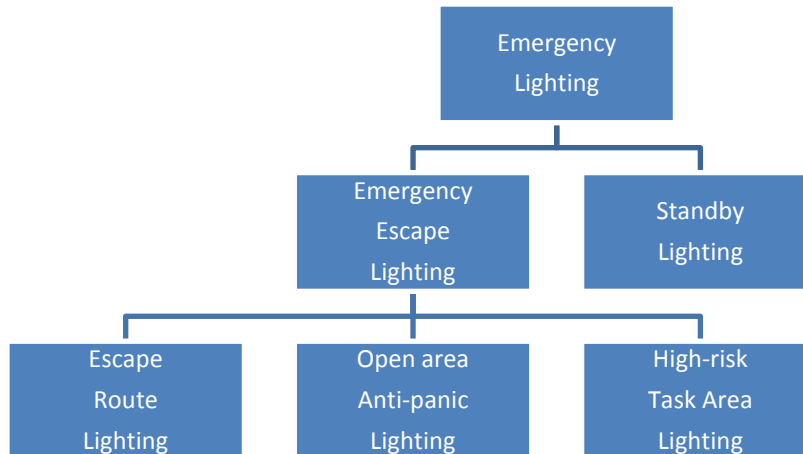 Emergency
Lighting
Emergency
Escape
Lighting
Standby
Lighting
Escape
Route
Lighting
Open area
Anti-panic
Lighting
High-risk
Task Area
Lighting